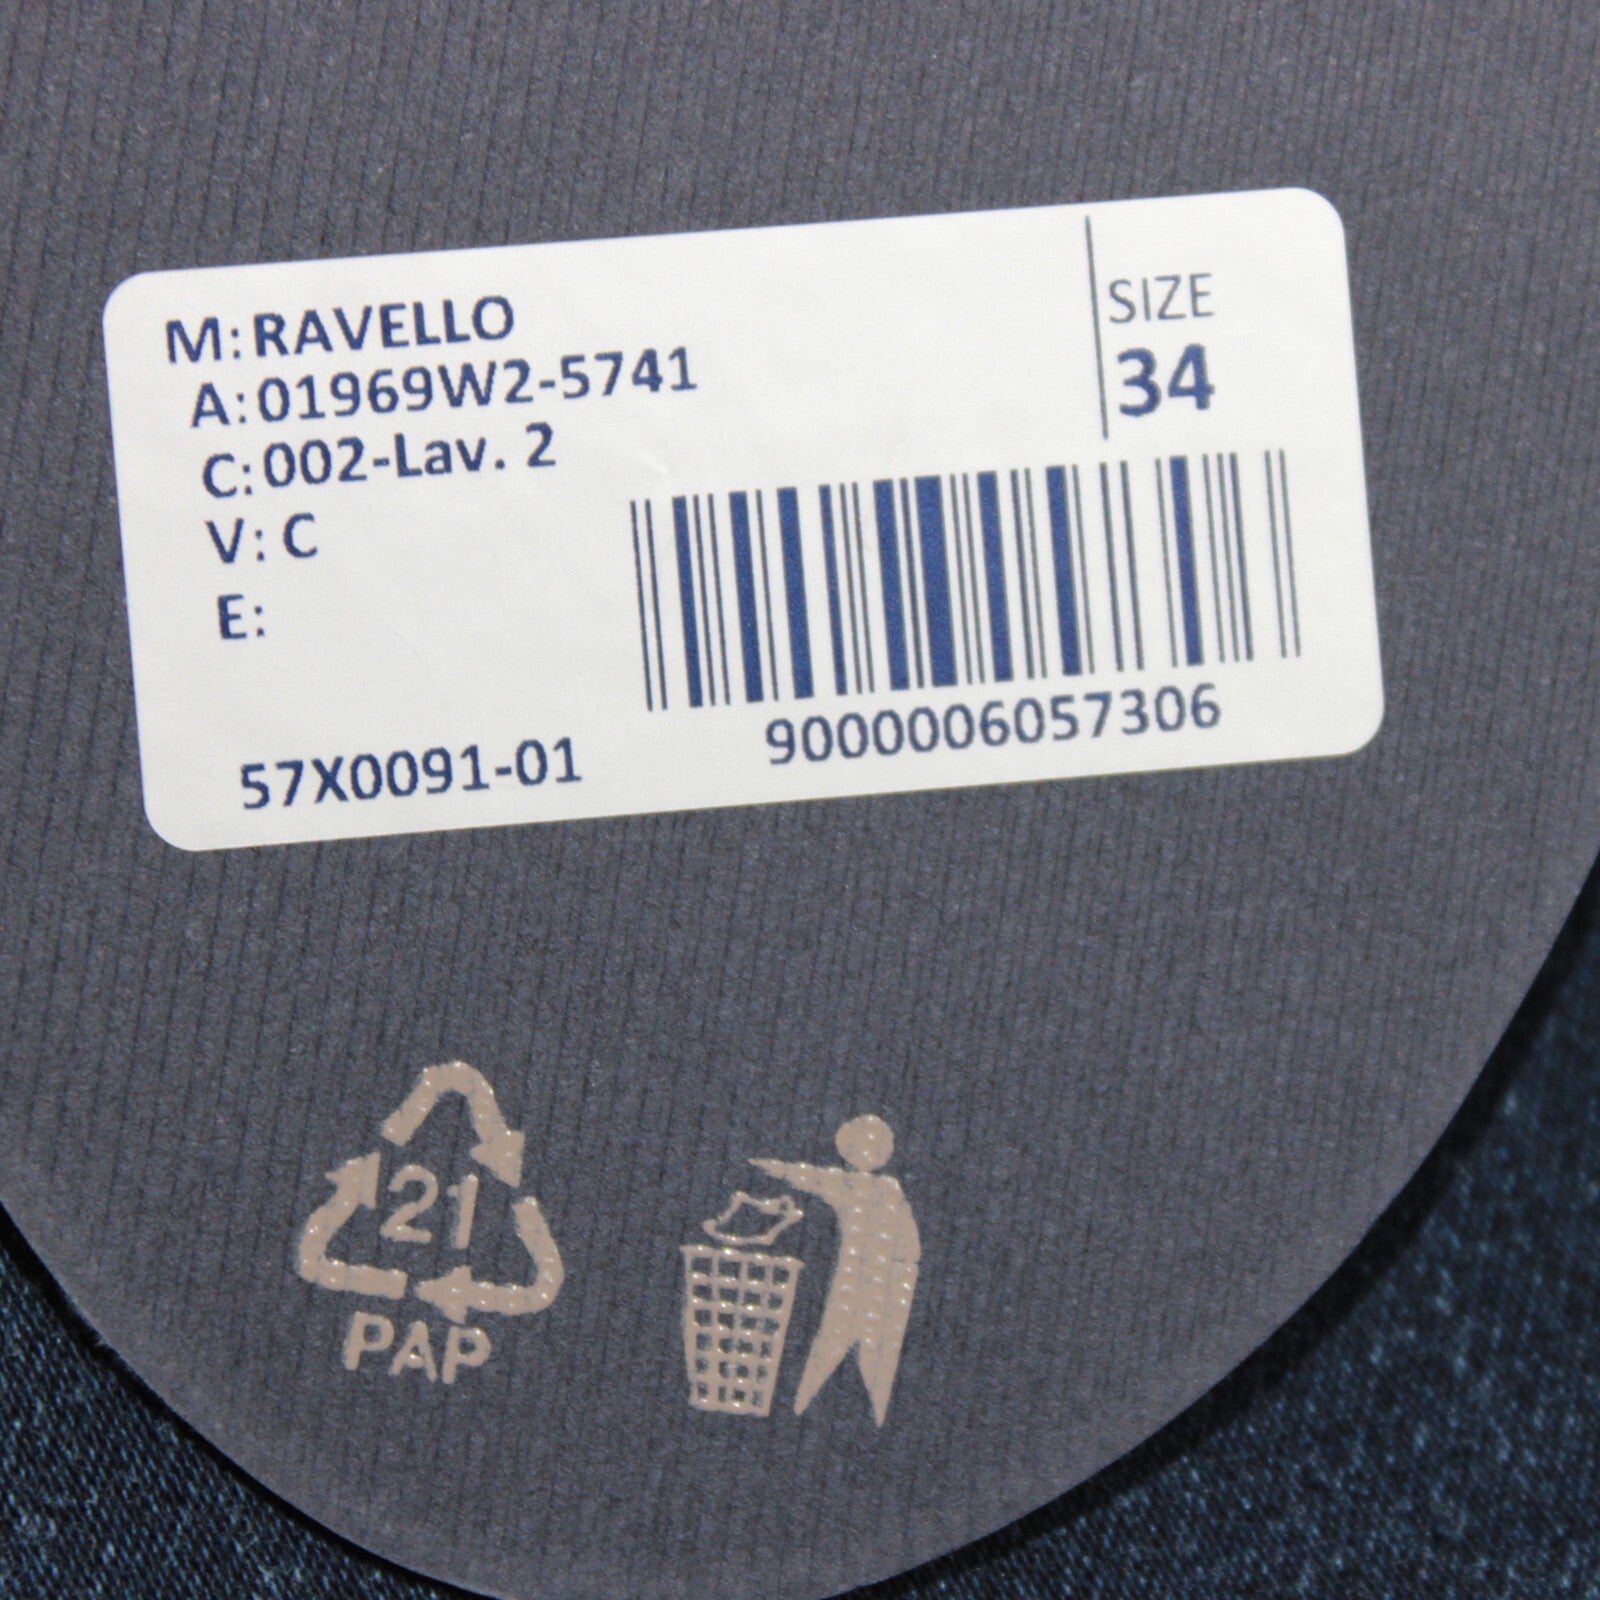 M: RAVELLO
A: 01969W2-5741
C: 002-Lav. 2
V: C
E:
SIZE
34
9000006057306
57X0091-01
21
PAP